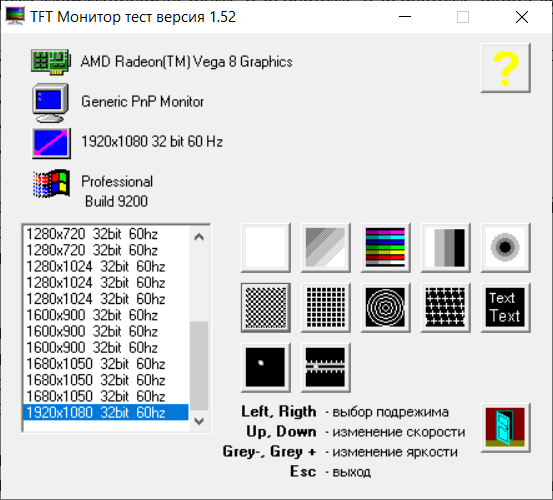 TFT Монитор тест версия 1.52
?
AMD Radeon(TM) Vega 8 Graphics
Generic PnP Monitor
1920x1080 32 bit 60 Hz
Professional
Build 9200
1280x720 32bit 60hz
1280x720 32bit 60hz
1280x1024 32bit 60hz
1280x1024 32bit 60hz
1280x1024 32bit 60hz
1600x900 32bit 60hz
1600x900 32bit 60hz
1600x900 32bit 60hz
1680x1050 32bit 60hz
1680x1050 32bit 60hz
1680x1050 32bit 60hz
1920x1080 32bit 60hz
Text
Text
Left, Rigth - выбор подрежима
Up, Down - изменение скорости
Grey-, Grey + - изменение яркости
Esc - выход